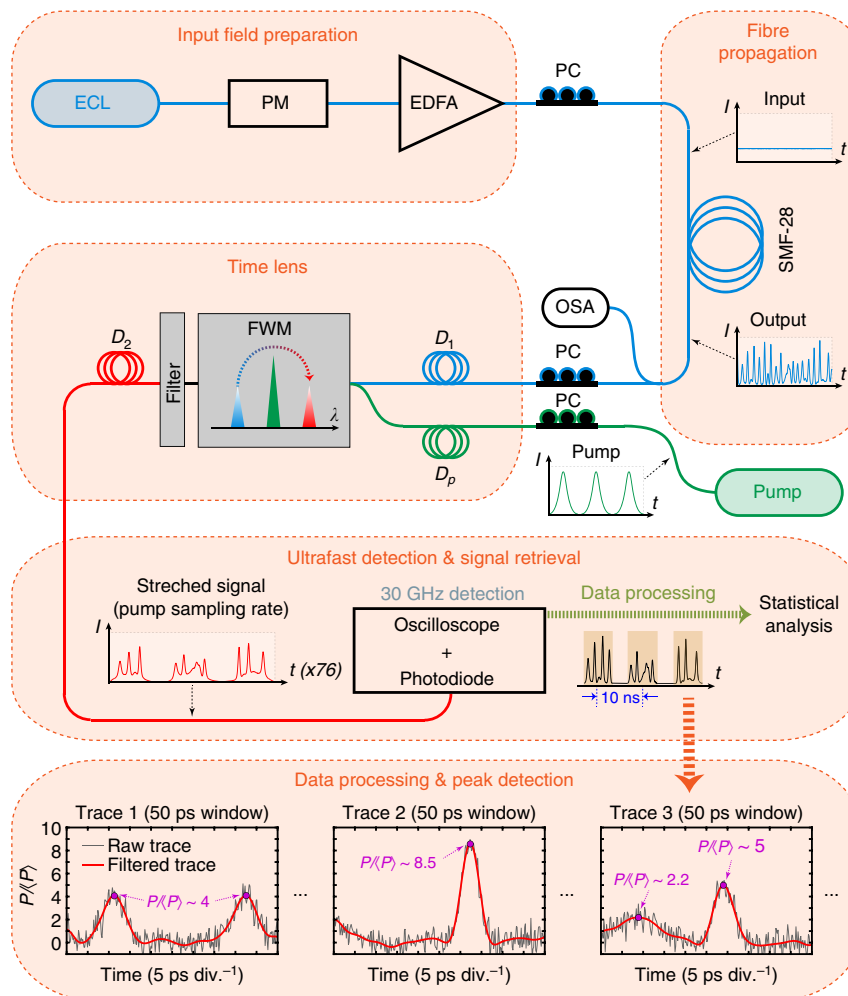 Input field preparation
Fibre
propagation
ECL
PM
EDFA
PC
Input
I
t
SMF-28
Time lens
OSA
Output
I
t
D2
Filter
FWM
λ
D1
PC
PC
Dp
Pump
I
t
Pump
Ultrafast detection & signal retrieval
Streched signal
(pump sampling rate)
I
t (x76)
30 GHz detection
Oscilloscope
+
Photodiode
Data processing
Statistical
analysis
t
10 ns
Data processing & peak detection
Trace 1 (50 ps window)
Trace 2 (50 ps window)
Trace 3 (50 ps window)
P/⟨P⟩
10
8
6
4
2
0
Raw trace
Filtered trace
P/⟨P⟩ ~ 4
...
P/⟨P⟩ ~ 8.5
...
P/⟨P⟩ ~ 5
P/⟨P⟩ ~ 2.2
...
Time (5 ps div.⁻¹)
Time (5 ps div.⁻¹)
Time (5 ps div.⁻¹)